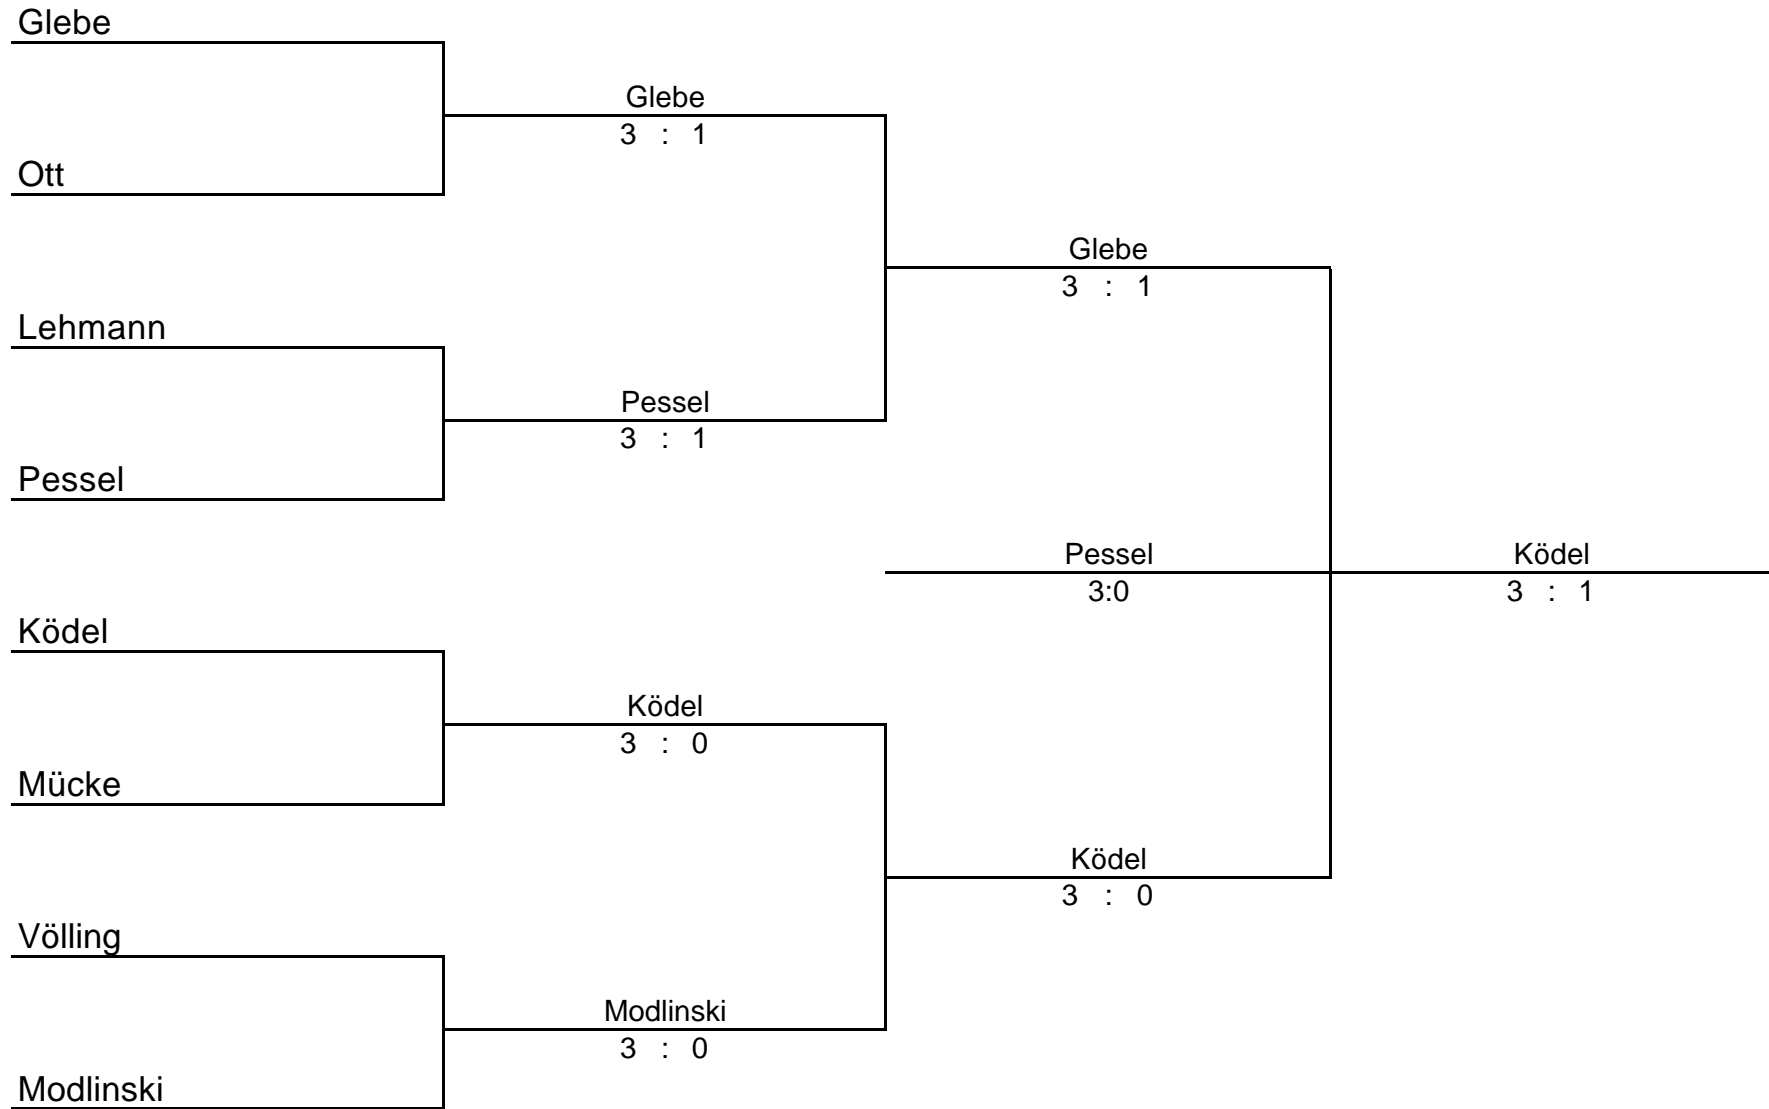 Glebe
Glebe
3 : 1
Ott
Glebe
3 : 1
Lehmann
Pessel
3 : 1
Pessel
Pessel
3:0
Ködel
3 : 1
Ködel
Ködel
3 : 0
Mücke
Ködel
3 : 0
Völling
Modlinski
3 : 0
Modlinski